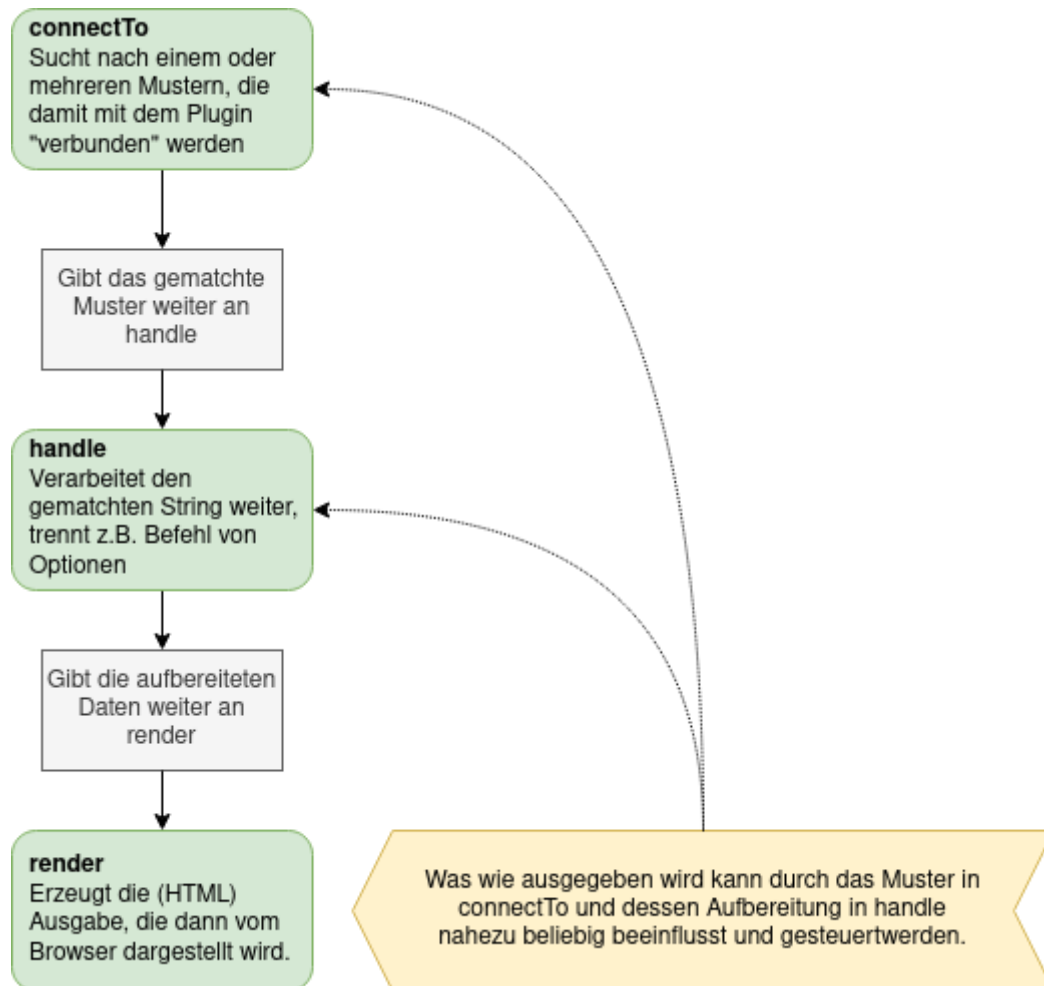 connectTo
Sucht nach einem oder
mehreren Mustern, die
damit mit dem Plugin
"verbunden" werden
Gibt das gematchte
Muster weiter an
handle
handle
Verarbeitet den
gematchten String weiter,
trennt z.B. Befehl von
Optionen
Gibt die aufbereiteten
Daten weiter an
render
render
Erzeugt die (HTML)
Ausgabe, die dann vom
Browser dargestellt wird.
Was wie ausgegeben wird kann durch das Muster in
connectTo und dessen Aufbereitung in handle
nahezu beliebig beeinflusst und gesteuertwerden.